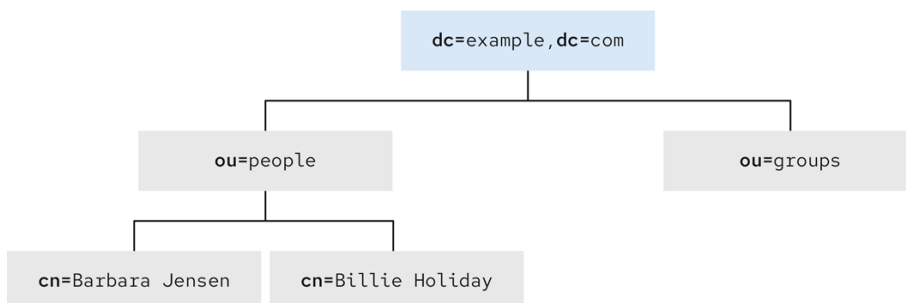 dc=example,dc=com
ou=people
ou=groups
cn=Barbara Jensen
cn=Billie Holiday